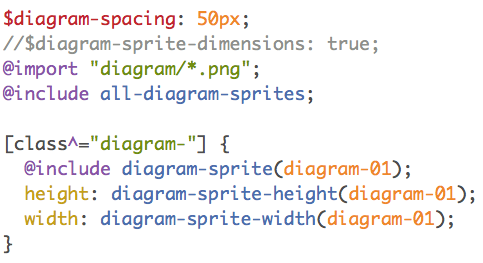 $diagram-spacing: 50px;
//$diagram-sprite-dimensions: true;
@import "diagram/*.png";
@include all-diagram-sprites;

[class^="diagram-"] {
  @include diagram-sprite(diagram-01);
  height: diagram-sprite-height(diagram-01);
  width: diagram-sprite-width(diagram-01);
}